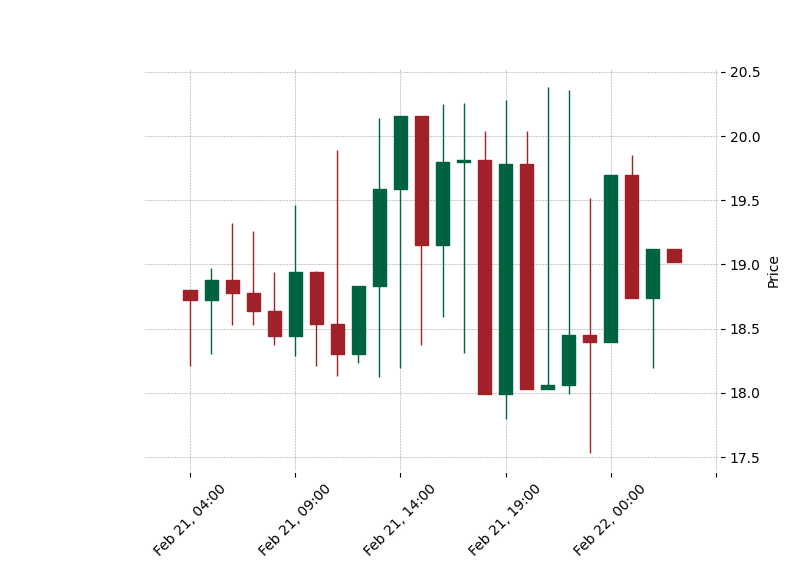 20.5
20.0
19.5
19.0
18.5
18.0
17.5
Price
Feb 21, 04:00
Feb 21, 09:00
Feb 21, 14:00
Feb 21, 19:00
Feb 22, 00:00